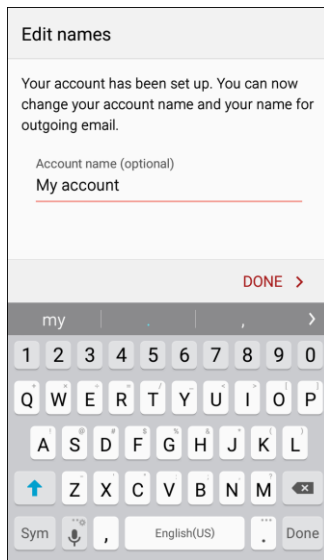 Edit names
Your account has been set up. You can now
change your account name and your name for
outgoing email.
Account name (optional)
My account
DONE >
my . , >
1 2 3 4 5 6 7 8 9 0
Q W E R T Y U I O P
A S D F G H J K L
Z X C V B N M
Sym , English(US) . Done